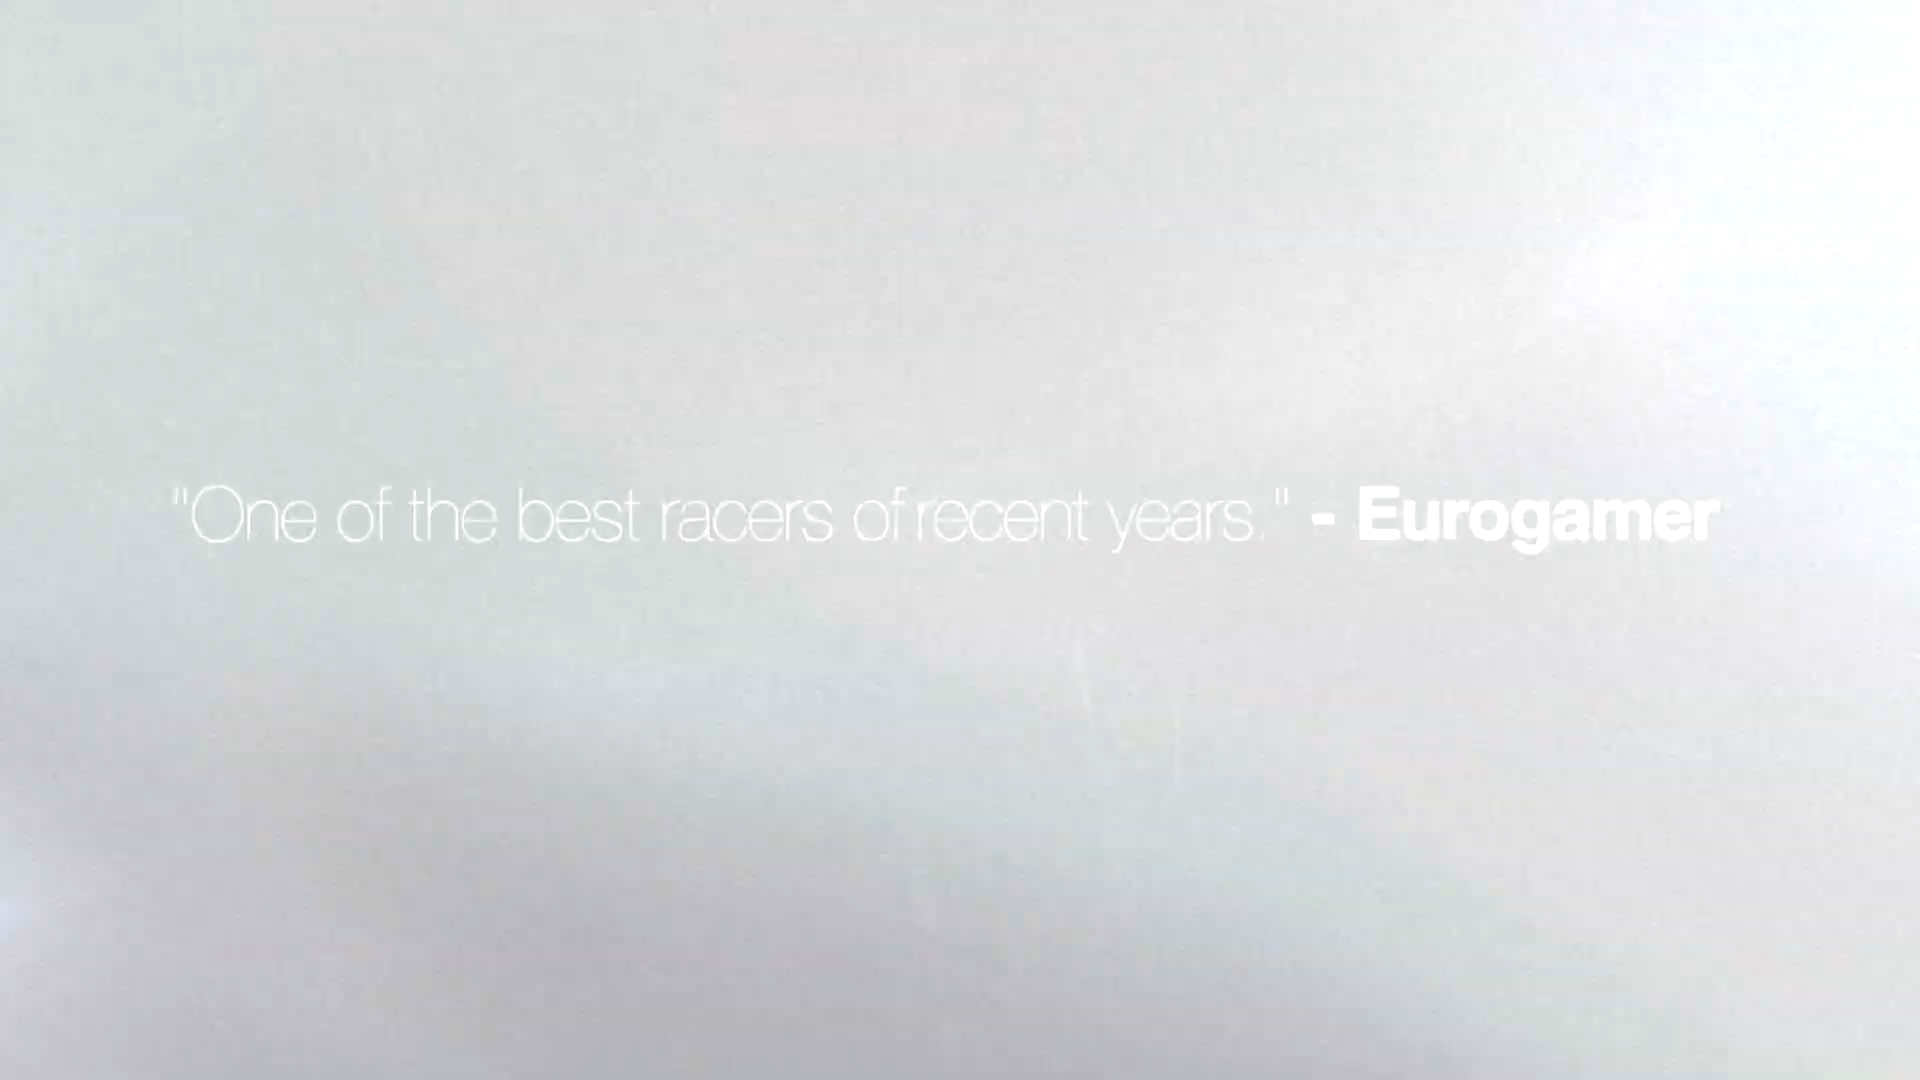 "One of the best racers of recent years." - Eurogamer